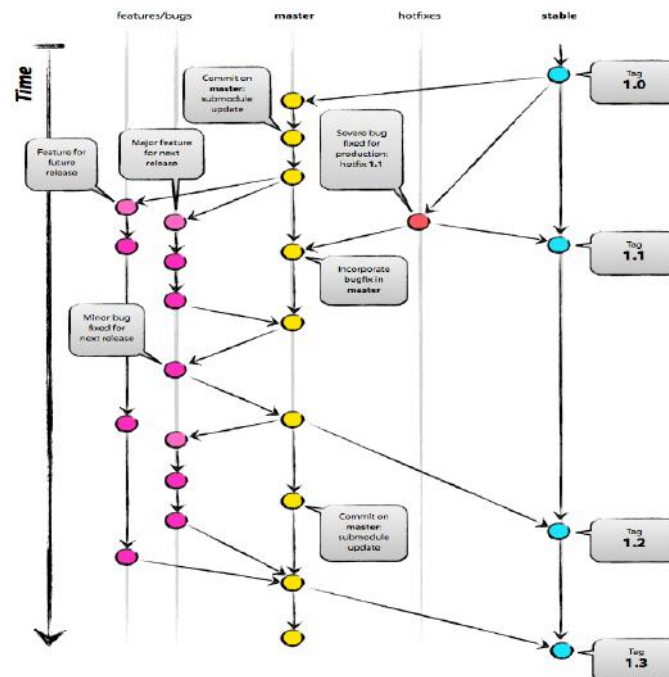 features/bugs
master
hotfixes
stable
Time
Commit on
master:
submodule
update
Tag
1.0
Feature for
future
release
Major feature
for next
release
Severe bug
fixed for
production:
hotfix 1.1
Tag
1.1
Incorporate
bugfix in
master
Minor bug
fixed for
next release
Commit on
master:
submodule
update
Tag
1.2
Tag
1.3